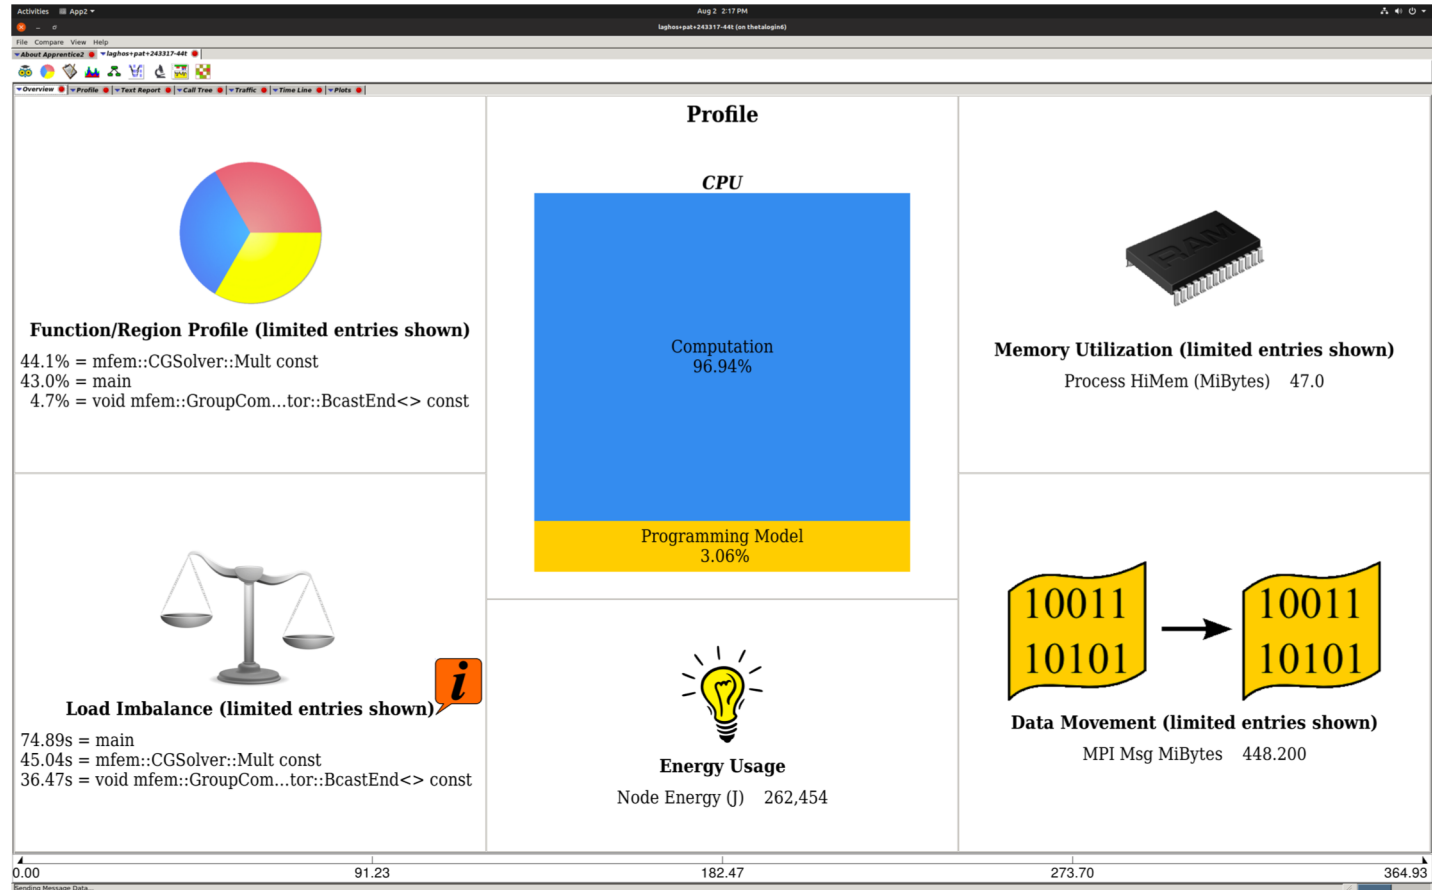 Activities App2 Aug 2 2:17 PM
laghos+pat+243317-44t (on thetalogin6)
File Compare View Help
About Apprentice2 laghos+pat+243317-44t
Overview Profile Text Report Call Tree Traffic Time Line Plots
Function/Region Profile (limited entries shown)
44.1% = mfem::CGSolver::Mult const
43.0% = main
4.7% = void mfem::GroupCom...tor::BcastEnd<> const
Load Imbalance (limited entries shown)
i
74.89s = main
45.04s = mfem::CGSolver::Mult const
36.47s = void mfem::GroupCom...tor::BcastEnd<> const
Profile
CPU
Computation
96.94%
Programming Model
3.06%
Energy Usage
Node Energy (J) 262,454
RAM
Memory Utilization (limited entries shown)
Process HiMem (MiBytes) 47.0
10011 10011
10101 10101
Data Movement (limited entries shown)
MPI Msg MiBytes 448.200
0.00 91.23 182.47 273.70 364.93
Sending Message Data...